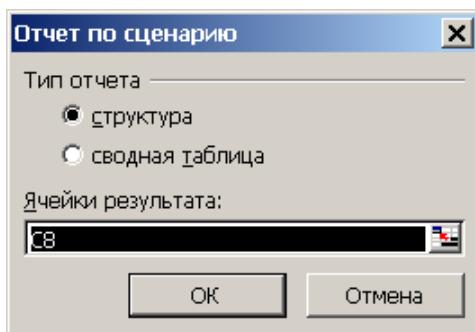 Отчет по сценарию
Тип отчета
структура
сводная таблица
Ячейки результата:
C8
ОК
Отмена